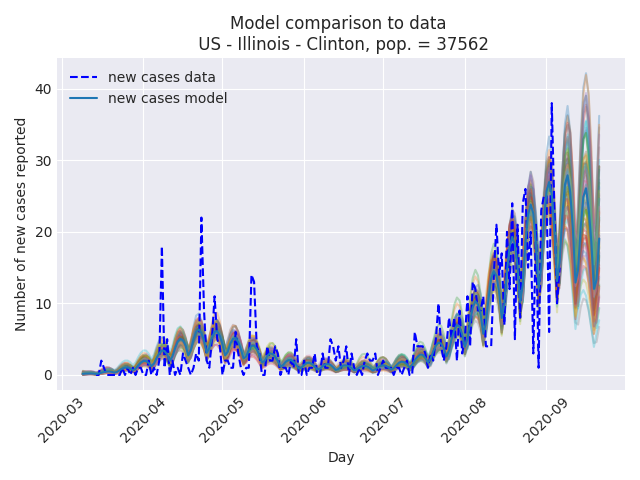 Model comparison to data
US - Illinois - Clinton, pop. = 37562
new cases data
new cases model
Number of new cases reported
40
30
20
10
0
2020-03
2020-04
2020-05
2020-06
2020-07
2020-08
2020-09
Day